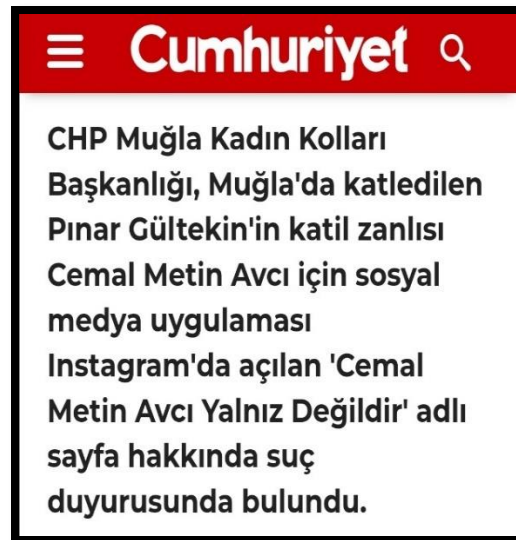 Cumhuriyet
CHP Muğla Kadın Kolları
Başkanlığı, Muğla'da katledilen
Pınar Gültekin'in katil zanlısı
Cemal Metin Avcı için sosyal
medya uygulaması
Instagram'da açılan 'Cemal
Metin Avcı Yalnız Değildir' adlı
sayfa hakkında suç
duyurusunda bulundu.